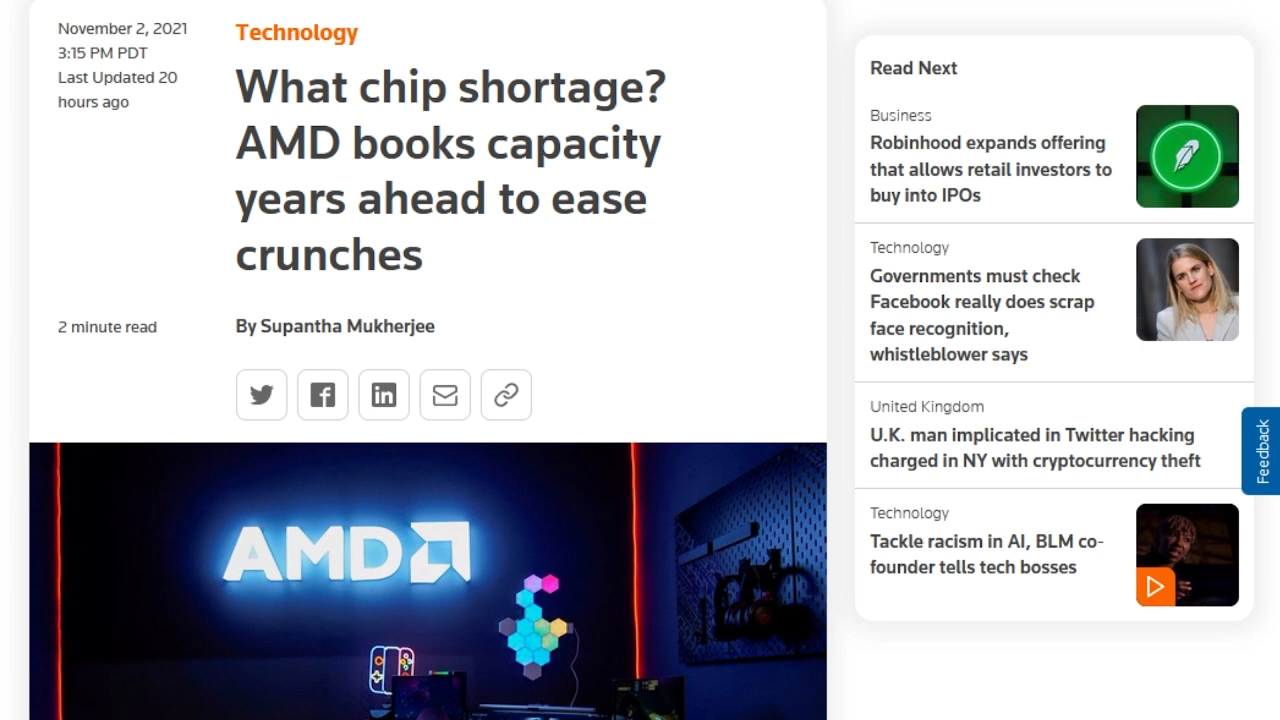 November 2, 2021
3:15 PM PDT
Last Updated 20
hours ago
Technology
What chip shortage?
AMD books capacity
years ahead to ease
crunches
2 minute read
By Supantha Mukherjee
AMD
Read Next
Business
Robinhood expands offering
that allows retail investors to
buy into IPOs
Technology
Governments must check
Facebook really does scrap
face recognition,
whistleblower says
United Kingdom
U.K. man implicated in Twitter hacking
charged in NY with cryptocurrency theft
Technology
Tackle racism in AI, BLM co-
founder tells tech bosses
Feedback